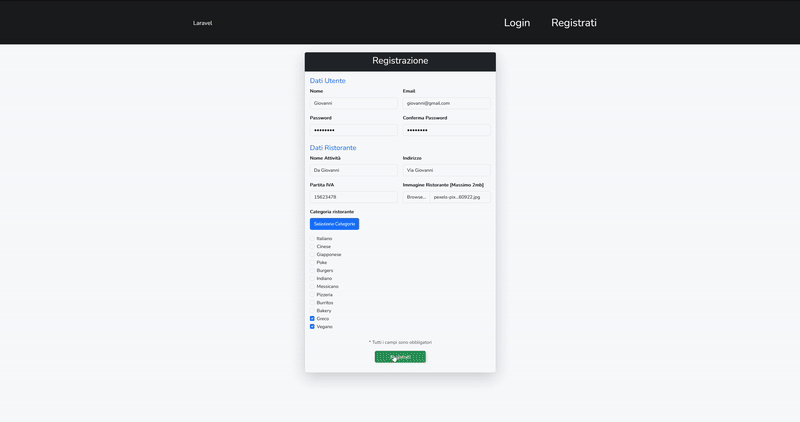 Laravel
Login Registrati
Registrazione
Dati Utente
Nome Email
Giovanni giovanni@gmail.com
Password Conferma Password
•••••••• ••••••••
Dati Ristorante
Nome Attività Indirizzo
Da Giovanni Via Giovanni
Partita IVA Immagine Ristorante [Massimo 2mb]
15623478 Browse... pexels-pix...60922.jpg
Categoria ristorante
Seleziona Categorie
Italiano
Cinese
Giapponese
Poke
Burgers
Indiano
Messicano
Pizzeria
Burritos
Bakery
Greco
Vegano
* Tutti i campi sono obbligatori
Registrati